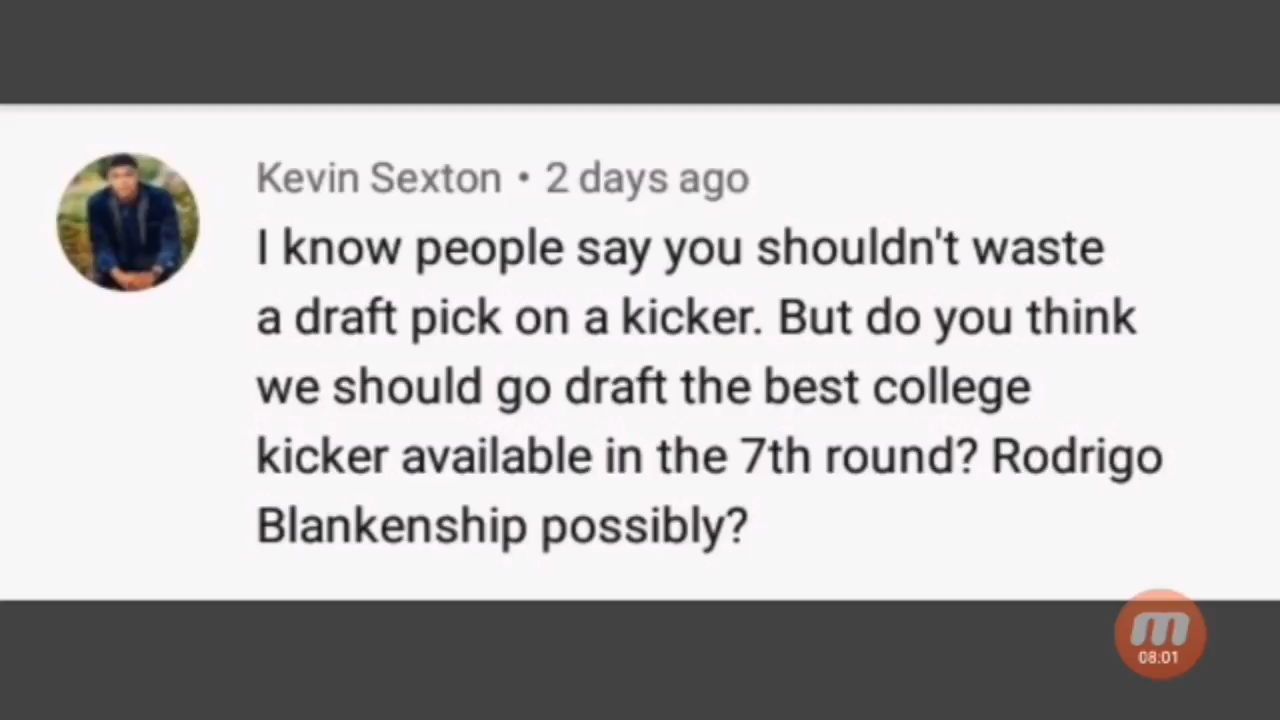 Kevin Sexton • 2 days ago
I know people say you shouldn't waste
a draft pick on a kicker. But do you think
we should go draft the best college
kicker available in the 7th round? Rodrigo
Blankenship possibly?
m
08:01